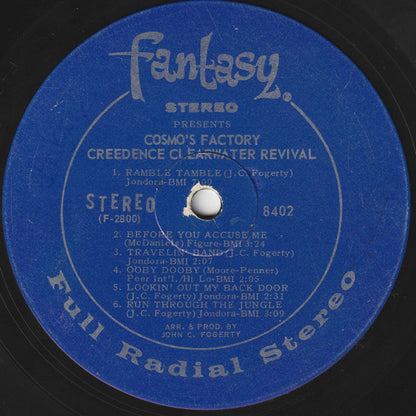 fantasy.
STEREO
PRESENTS
COSMO'S FACTORY
CREEDENCE CLEARWATER REVIVAL
1. RAMBLE TAMBLE (J.C. Fogerty)
Jondora-BMI
STEREO
(F-2800)
8402
2. BEFORE YOU ACCUSE ME
(McDaniels) Figure-BMI 3:24
3. TRAVELIN' BAND (J.C. Fogerty)
Jondora-BMI 2:07
4. OOBY DOOBY (Moore-Penner)
Peer Int'l./Hi Lo-BMI 2:05
5. LOOKIN' OUT MY BACK DOOR
(J.C. Fogerty) Jondora-BMI 2:31
6. RUN THROUGH THE JUNGLE
(J.C. Fogerty) Jondora-BMI 3:09
ARR. & PROD. BY
JOHN C. FOGERTY
Full Radial Stereo